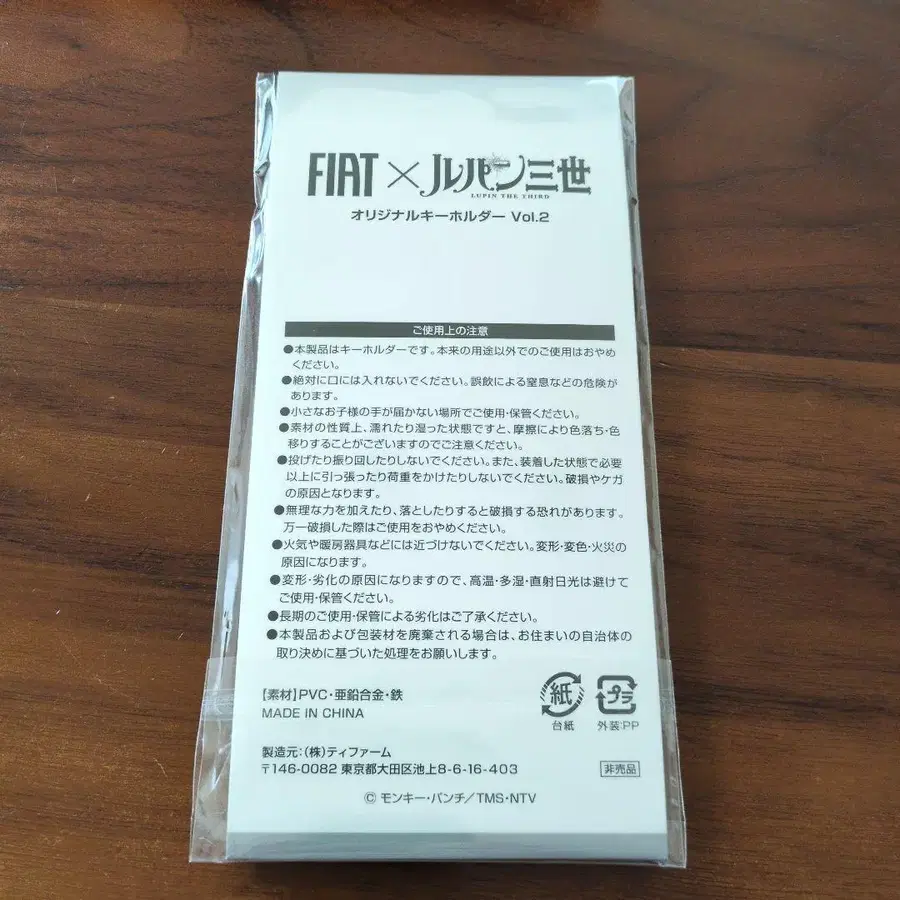 FIAT×ルパン三世
LUPIN THE THIRD
オリジナルキーホルダー Vol.2
ご使用上の注意
●本製品はキーホルダーです。本来の用途以外でのご使用はおやめ
ください。
●絶対に口には入れないでください。誤飲による窒息などの危険が
あります。
●小さなお子様の手が届かない場所でご使用・保管ください。
●素材の性質上、濡れたり湿った状態ですと、摩擦により色落ち・色
移りすることがございますのでご注意ください。
●投げたり振り回したりしないでください。また、装着した状態で必要
以上に引っ張ったり荷重をかけたりしないでください。破損やケガ
の原因となります。
●無理な力を加えたり、落としたりすると破損する恐れがあります。
万一破損した際はご使用をおやめください。
●火気や暖房器具などには近づけないでください。変形・変色・火災の
原因になります。
●変形・劣化の原因になりますので、高温・多湿・直射日光は避けて
ご使用・保管ください。
●長期のご使用・保管による劣化はご了承ください。
●本製品および包装材を廃棄される場合は、お住まいの自治体の
取り決めに基づいた処理をお願いします。
【素材】PVC・亜鉛合金・鉄
MADE IN CHINA
紙
台紙
プラ
外装:PP
製造元:(株)ティファーム
〒146-0082 東京都大田区池上8-6-16-403
非売品
© モンキー・パンチ/TMS・NTV